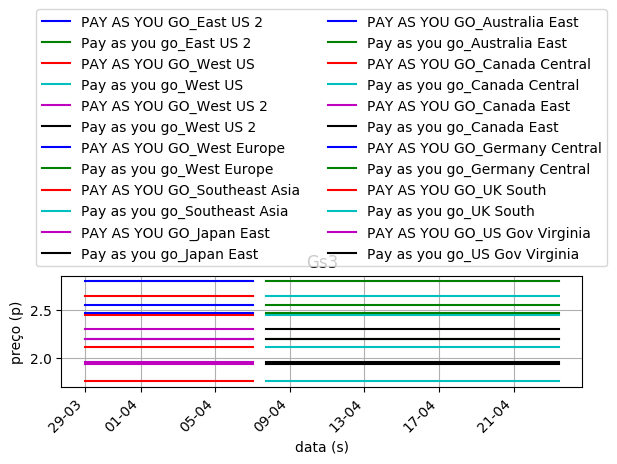 PAY AS YOU GO_East US 2
Pay as you go_East US 2
PAY AS YOU GO_West US
Pay as you go_West US
PAY AS YOU GO_West US 2
Pay as you go_West US 2
PAY AS YOU GO_West Europe
Pay as you go_West Europe
PAY AS YOU GO_Southeast Asia
Pay as you go_Southeast Asia
PAY AS YOU GO_Japan East
Pay as you go_Japan East
PAY AS YOU GO_Australia East
Pay as you go_Australia East
PAY AS YOU GO_Canada Central
Pay as you go_Canada Central
PAY AS YOU GO_Canada East
Pay as you go_Canada East
PAY AS YOU GO_Germany Central
Pay as you go_Germany Central
PAY AS YOU GO_UK South
Pay as you go_UK South
PAY AS YOU GO_US Gov Virginia
Pay as you go_US Gov Virginia
Gs3
preço (p)
2.5
2.0
29-03
01-04
05-04
09-04
13-04
17-04
21-04
data (s)